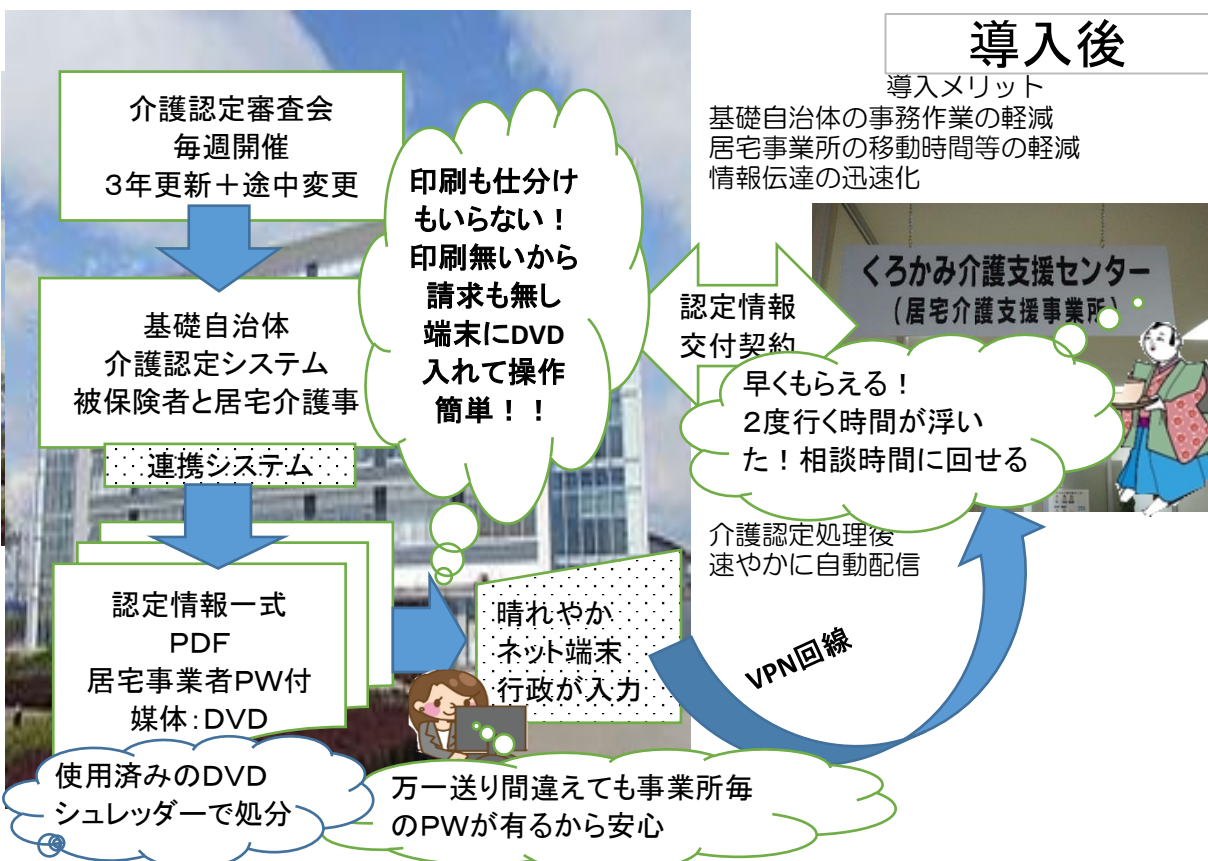 導入後
導入メリット
基礎自治体の事務作業の軽減
居宅事業所の移動時間等の軽減
情報伝達の迅速化
介護認定審査会
毎週開催
3年更新＋途中変更
基礎自治体
介護認定システム
被保険者と居宅介護事
連携システム
認定情報一式
PDF
居宅事業者PW付
媒体：DVD
使用済みのDVD
シュレッダーで処分
印刷も仕分け
もいらない！
印刷無いから
請求も無し
端末にDVD
入れて操作
簡単！！
晴れやか
ネット端末
行政が入力
万一送り間違えても事業所毎
のPWが有るから安心
認定情報
交付契約
くろかみ介護支援センター
（居宅介護支援事業所）
早くもらえる！
2度行く時間が浮い
た！相談時間に回せる
介護認定処理後
速やかに自動配信
VPN回線